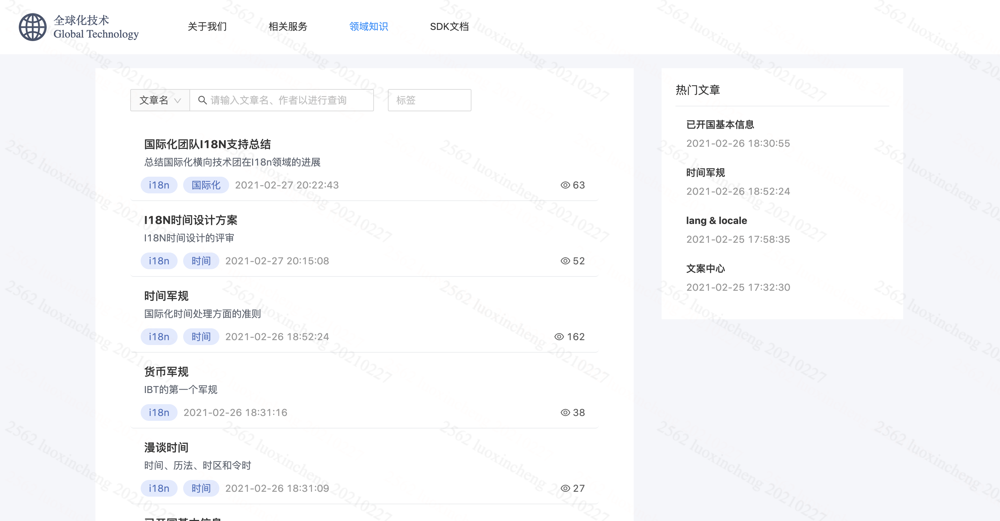 全球化技术
Global Technology
关于我们
相关服务
领域知识
SDK文档
文章名
请输入文章名、作者以进行查询
标签
国际化团队I18N支持总结
总结国际化横向技术团在I18n领域的进展
i18n 国际化 2021-02-27 20:22:43 63
I18N时间设计方案
I18N时间设计的评审
i18n 时间 2021-02-27 20:15:08 52
时间军规
国际化时间处理方面的准则
i18n 时间 2021-02-26 18:52:24 162
货币军规
IBT的第一个军规
i18n 2021-02-26 18:31:16 38
漫谈时间
时间、历法、时区和令时
i18n 时间 2021-02-26 18:31:09 27
已开国基本信息
热门文章
已开国基本信息
2021-02-26 18:30:55
时间军规
2021-02-26 18:52:24
lang & locale
2021-02-25 17:58:35
文案中心
2021-02-25 17:32:30
2562 luoxincheng 20210227